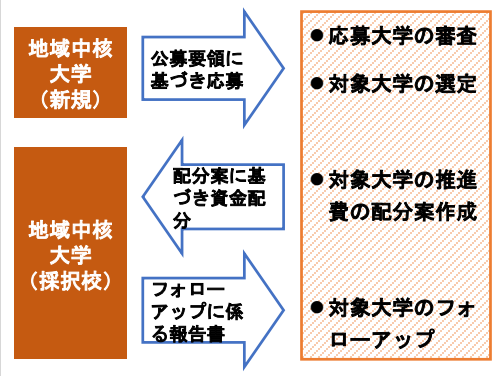 地域中核
大学
（新規）
公募要領に
基づき応募
●応募大学の審査
●対象大学の選定
地域中核
大学
（採択校）
配分案に基
づき資金配
分
●対象大学の推進
費の配分案作成
フォロー
アップに係
る報告書
●対象大学のフォ
ローアップ